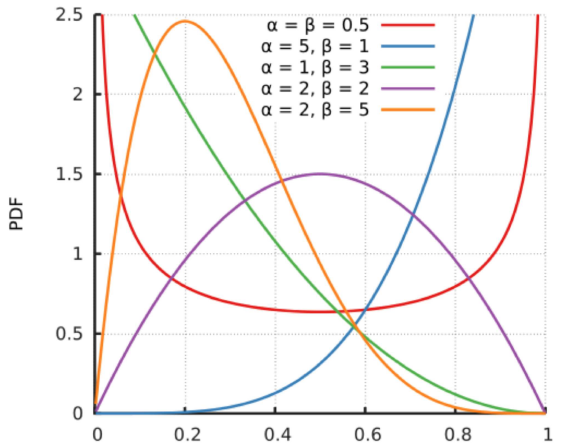 2.5
α = β = 0.5
α = 5, β = 1
α = 1, β = 3
α = 2, β = 2
α = 2, β = 5
2
1.5
PDF
1
0.5
0
0 0.2 0.4 0.6 0.8 1